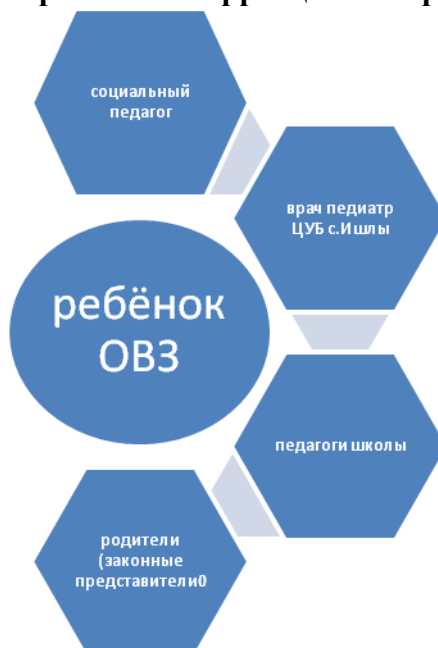 социальный
педагог
врач педиатр
ЦУБ с.Ишлы
ребёнок
ОВЗ
педагоги школы
родители
(законные
представители0